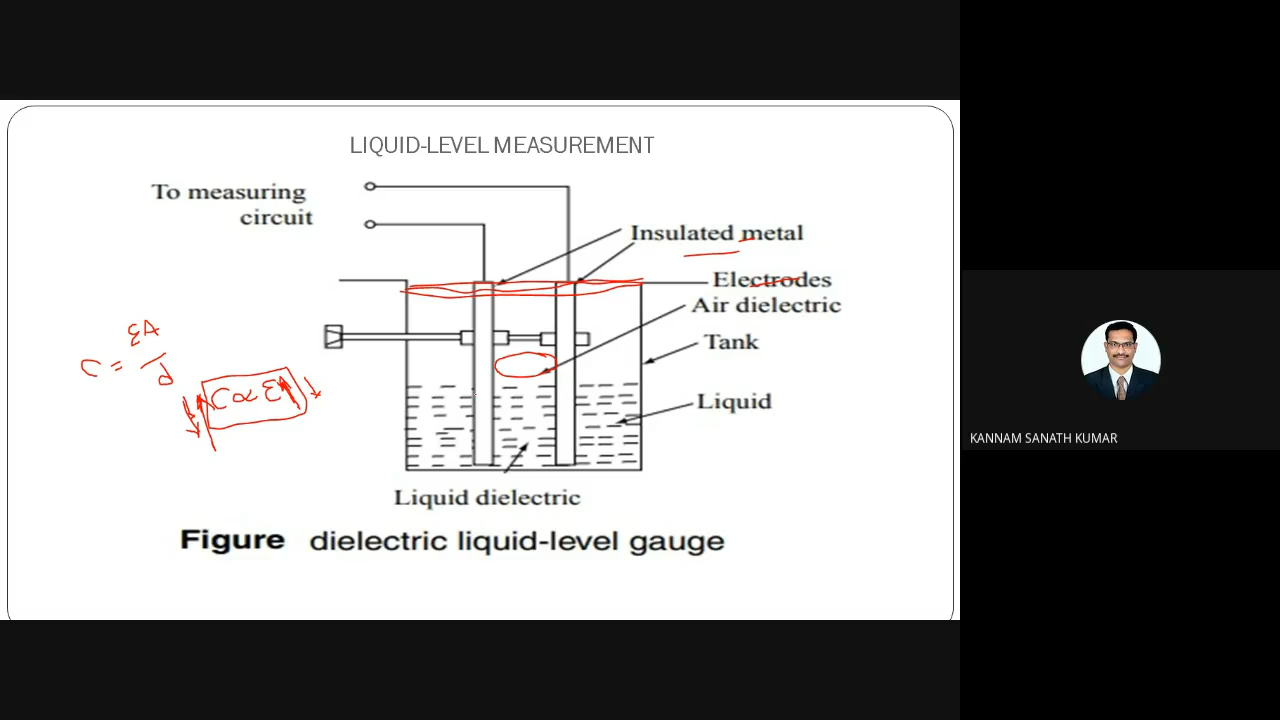 LIQUID-LEVEL MEASUREMENT
To measuring
circuit
Insulated metal
Electrodes
Air dielectric
Tank
Liquid
εA
C =
d
C ∝ ε
Liquid dielectric
Figure dielectric liquid-level gauge
KANNAM SANATH KUMAR